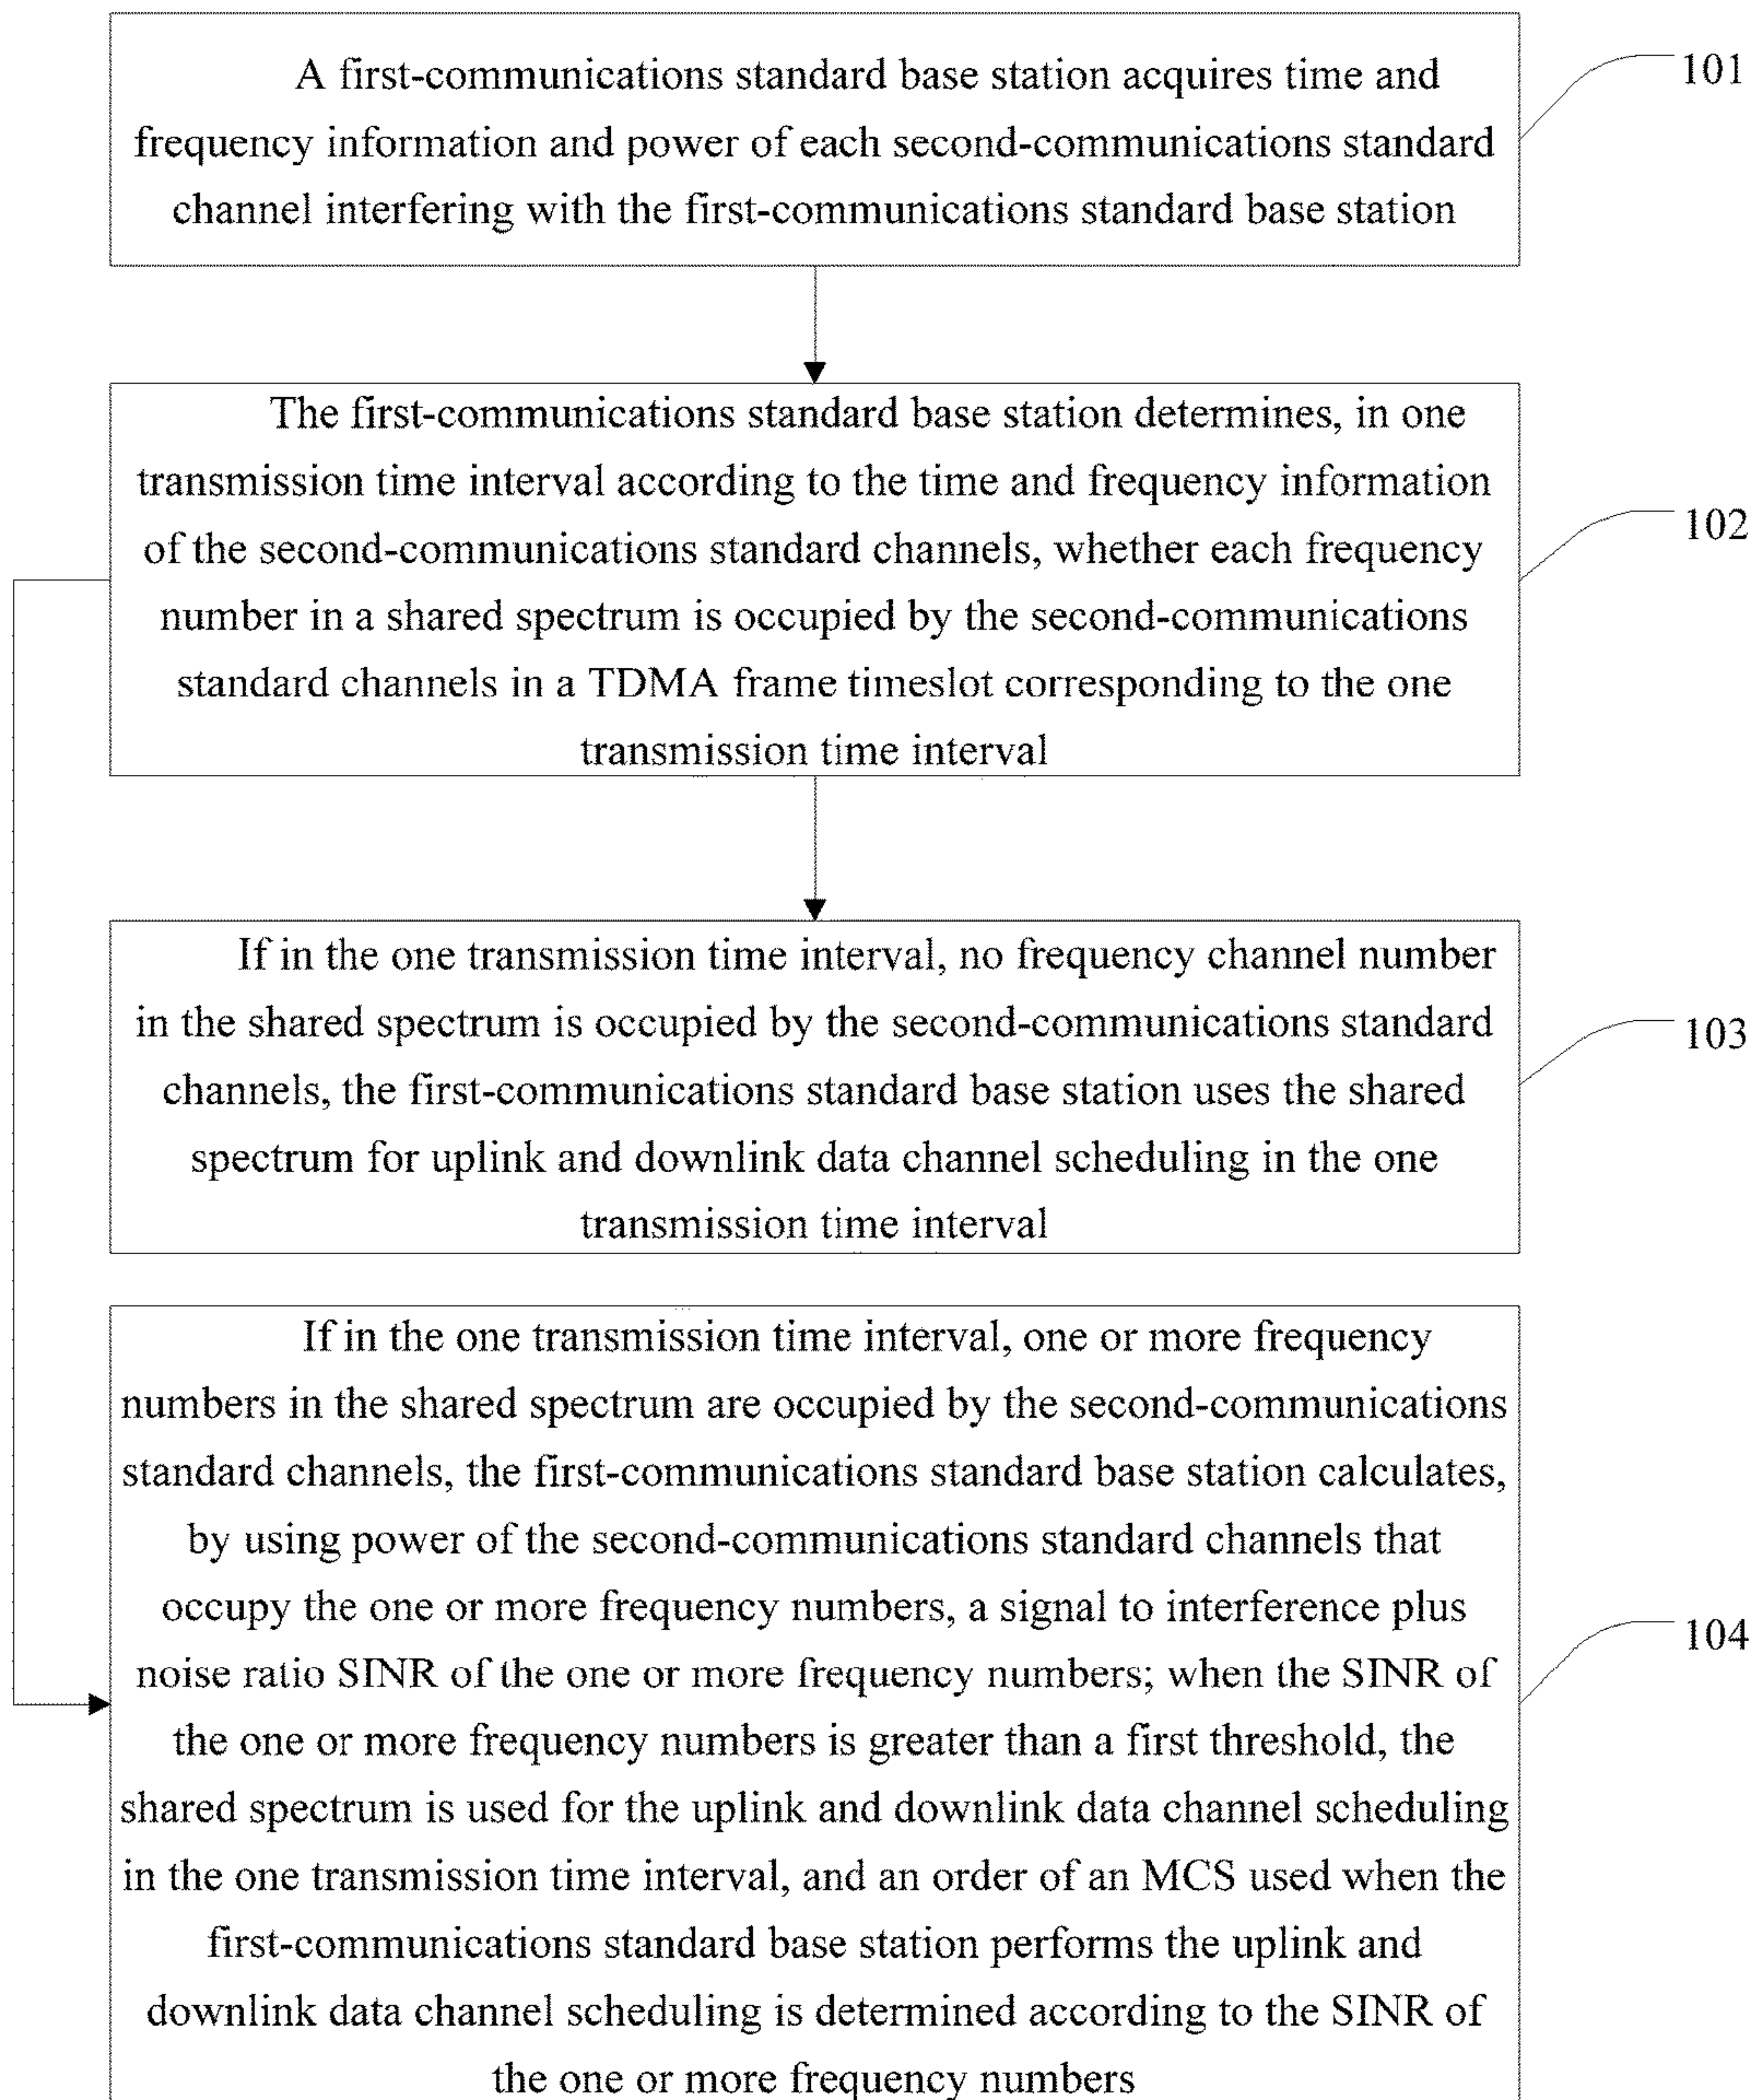 A first-communications standard base station acquires time and
frequency information and power of each second-communications standard
channel interfering with the first-communications standard base station
101
The first-communications standard base station determines, in one
transmission time interval according to the time and frequency information
of the second-communications standard channels, whether each frequency
number in a shared spectrum is occupied by the second-communications
standard channels in a TDMA frame timeslot corresponding to the one
transmission time interval
102
If in the one transmission time interval, no frequency channel number
in the shared spectrum is occupied by the second-communications standard
channels, the first-communications standard base station uses the shared
spectrum for uplink and downlink data channel scheduling in the one
transmission time interval
103
If in the one transmission time interval, one or more frequency
numbers in the shared spectrum are occupied by the second-communications
standard channels, the first-communications standard base station calculates,
by using power of the second-communications standard channels that
occupy the one or more frequency numbers, a signal to interference plus
noise ratio SINR of the one or more frequency numbers; when the SINR of
the one or more frequency numbers is greater than a first threshold, the
shared spectrum is used for the uplink and downlink data channel scheduling
in the one transmission time interval, and an order of an MCS used when the
first-communications standard base station performs the uplink and
downlink data channel scheduling is determined according to the SINR of
the one or more frequency numbers
104